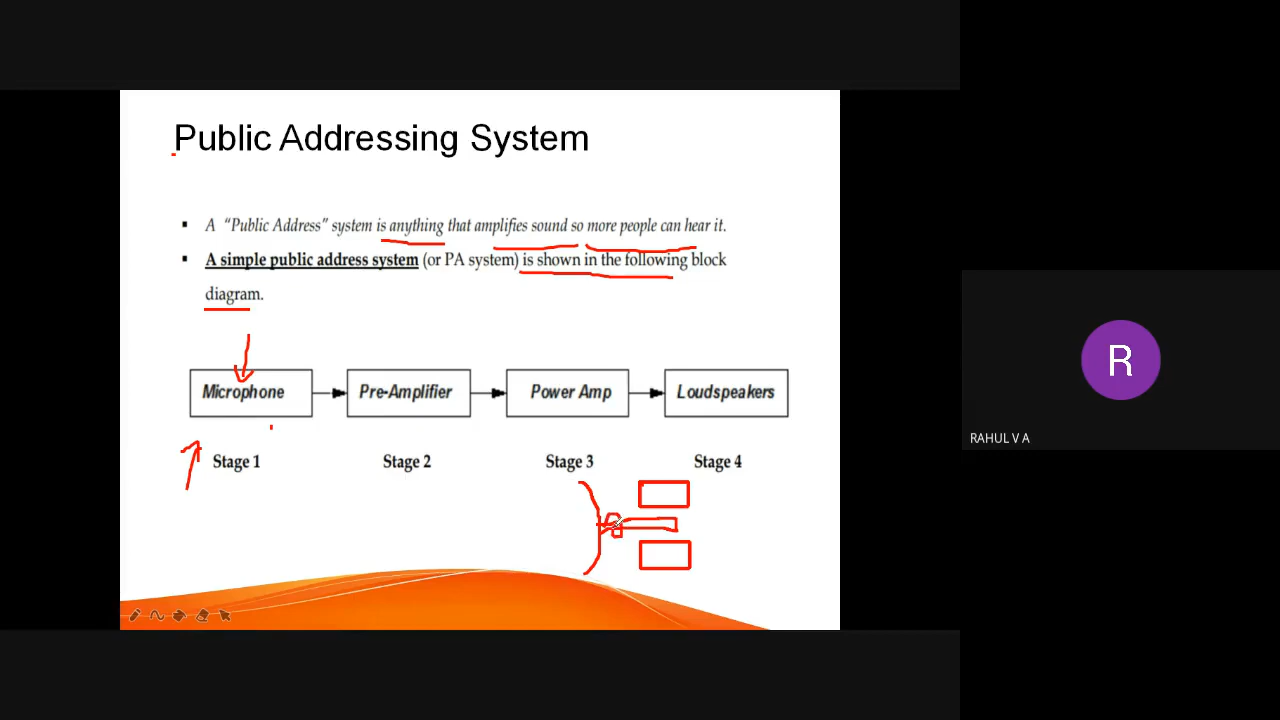 Public Addressing System
A “Public Address” system is anything that amplifies sound so more people can hear it.
A simple public address system (or PA system) is shown in the following block
diagram.
Microphone Pre-Amplifier Power Amp Loudspeakers
Stage 1 Stage 2 Stage 3 Stage 4
R
RAHUL V A